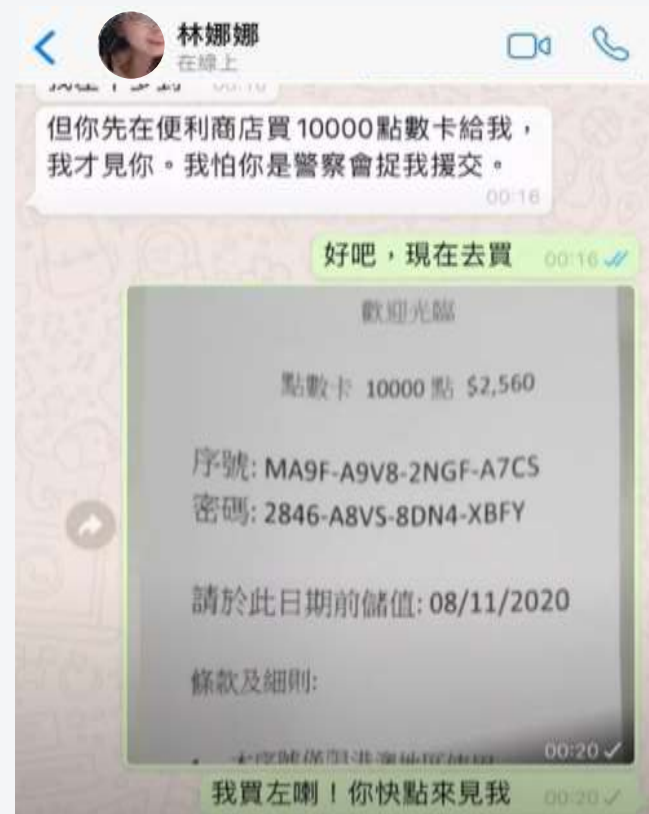 林娜娜
在線上
但你先在便利商店買10000點數卡給我，
我才見你。我怕你是警察會捉我援交。
00:16
好吧，現在去買 00:16
歡迎光臨
點數卡 10000 點 $2,560
序號: MA9F-A9V8-2NGF-A7CS
密碼: 2846-A8VS-8DN4-XBFY
請於此日期前儲值: 08/11/2020
條款及細則:
00:20
我買左喇！你快點來見我 00:20